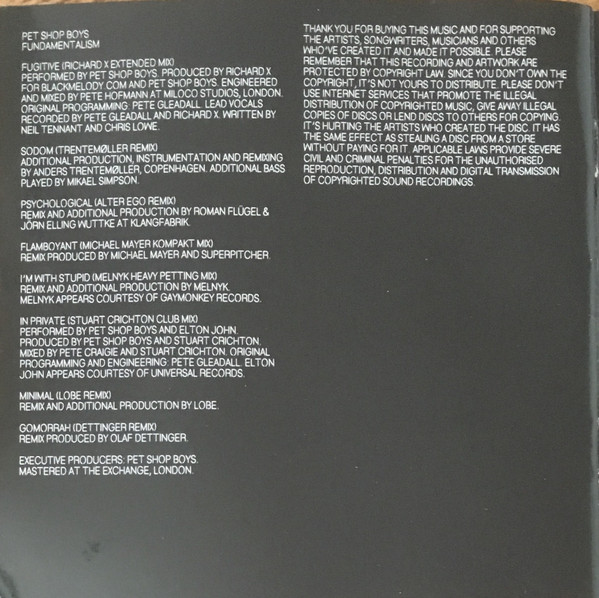 PET SHOP BOYS
FUNDAMENTALISM
FUGITIVE (RICHARD X EXTENDED MIX)
PERFORMED BY PET SHOP BOYS. PRODUCED BY RICHARD X
FOR BLACKMELODY.COM AND PET SHOP BOYS. ENGINEERED
AND MIXED BY PETE HOFMANN AT MILOCO STUDIOS, LONDON.
ORIGINAL PROGRAMMING: PETE GLEADALL. LEAD VOCALS
RECORDED BY PETE GLEADALL AND RICHARD X. WRITTEN BY
NEIL TENNANT AND CHRIS LOWE.
SODOM (TRENTEMØLLER REMIX)
ADDITIONAL PRODUCTION, INSTRUMENTATION AND REMIXING
BY ANDERS TRENTEMØLLER, COPENHAGEN. ADDITIONAL BASS
PLAYED BY MIKAEL SIMPSON.
PSYCHOLOGICAL (ALTER EGO REMIX)
REMIX AND ADDITIONAL PRODUCTION BY ROMAN FLÜGEL &
JÖRN ELLING WUTTKE AT KLANGFABRIK.
FLAMBOYANT (MICHAEL MAYER KOMPAKT MIX)
REMIX PRODUCED BY MICHAEL MAYER AND SUPERPITCHER.
I'M WITH STUPID (MELNYK HEAVY PETTING MIX)
REMIX AND ADDITIONAL PRODUCTION BY MELNYK.
MELNYK APPEARS COURTESY OF GAYMONKEY RECORDS.
IN PRIVATE (STUART CRICHTON CLUB MIX)
PERFORMED BY PET SHOP BOYS AND ELTON JOHN.
PRODUCED BY PET SHOP BOYS AND STUART CRICHTON.
MIXED BY PETE CRAIGIE AND STUART CRICHTON. ORIGINAL
PROGRAMMING AND ENGINEERING: PETE GLEADALL. ELTON
JOHN APPEARS COURTESY OF UNIVERSAL RECORDS.
MINIMAL (LOBE REMIX)
REMIX AND ADDITIONAL PRODUCTION BY LOBE.
GOMORRAH (DETTINGER REMIX)
REMIX PRODUCED BY OLAF DETTINGER.
EXECUTIVE PRODUCERS: PET SHOP BOYS.
MASTERED AT THE EXCHANGE, LONDON.
THANK YOU FOR BUYING THIS MUSIC AND FOR SUPPORTING
THE ARTISTS, SONGWRITERS, MUSICIANS AND OTHERS
WHO'VE CREATED IT AND MADE IT POSSIBLE. PLEASE
REMEMBER THAT THIS RECORDING AND ARTWORK ARE
PROTECTED BY COPYRIGHT LAW. SINCE YOU DON'T OWN THE
COPYRIGHT, IT'S NOT YOURS TO DISTRIBUTE. PLEASE DON'T
USE INTERNET SERVICES THAT PROMOTE THE ILLEGAL
DISTRIBUTION OF COPYRIGHTED MUSIC, GIVE AWAY ILLEGAL
COPIES OF DISCS OR LEND DISCS TO OTHERS FOR COPYING.
IT'S HURTING THE ARTISTS WHO CREATED THE DISC. IT HAS
THE SAME EFFECT AS STEALING A DISC FROM A STORE
WITHOUT PAYING FOR IT. APPLICABLE LAWS PROVIDE SEVERE
CIVIL AND CRIMINAL PENALTIES FOR THE UNAUTHORISED
REPRODUCTION, DISTRIBUTION AND DIGITAL TRANSMISSION
OF COPYRIGHTED SOUND RECORDINGS.